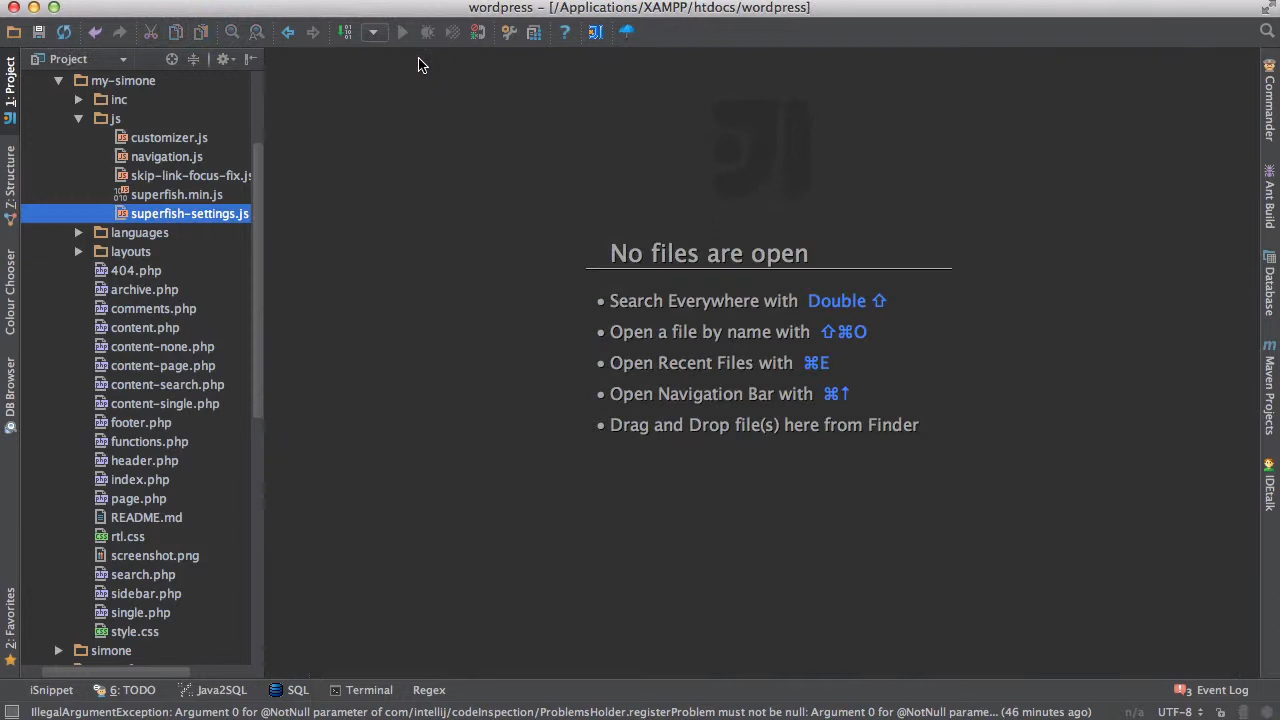 wordpress – [/Applications/XAMPP/htdocs/wordpress]
Project
my-simone
inc
js
customizer.js
navigation.js
skip-link-focus-fix.js
superfish.min.js
superfish-settings.js
languages
layouts
404.php
archive.php
comments.php
content.php
content-none.php
content-page.php
content-search.php
content-single.php
footer.php
functions.php
header.php
index.php
page.php
README.md
rtl.css
screenshot.png
search.php
sidebar.php
single.php
style.css
simone
1: Project
Z: Structure
Colour Chooser
DB Browser
2: Favorites
No files are open
• Search Everywhere with Double ⇧
• Open a file by name with ⇧⌘O
• Open Recent Files with ⌘E
• Open Navigation Bar with ⌘↑
• Drag and Drop file(s) here from Finder
Commander
Ant Build
Database
Maven Projects
IDEtalk
iSnippet
6: TODO
Java2SQL
SQL
Terminal
Regex
Event Log
IllegalArgumentException: Argument 0 for @NotNull parameter of com/intellij/codeInspection/ProblemsHolder.registerProblem must not be null: Argument 0 for @NotNull parame... (46 minutes ago)
n/a
UTF-8